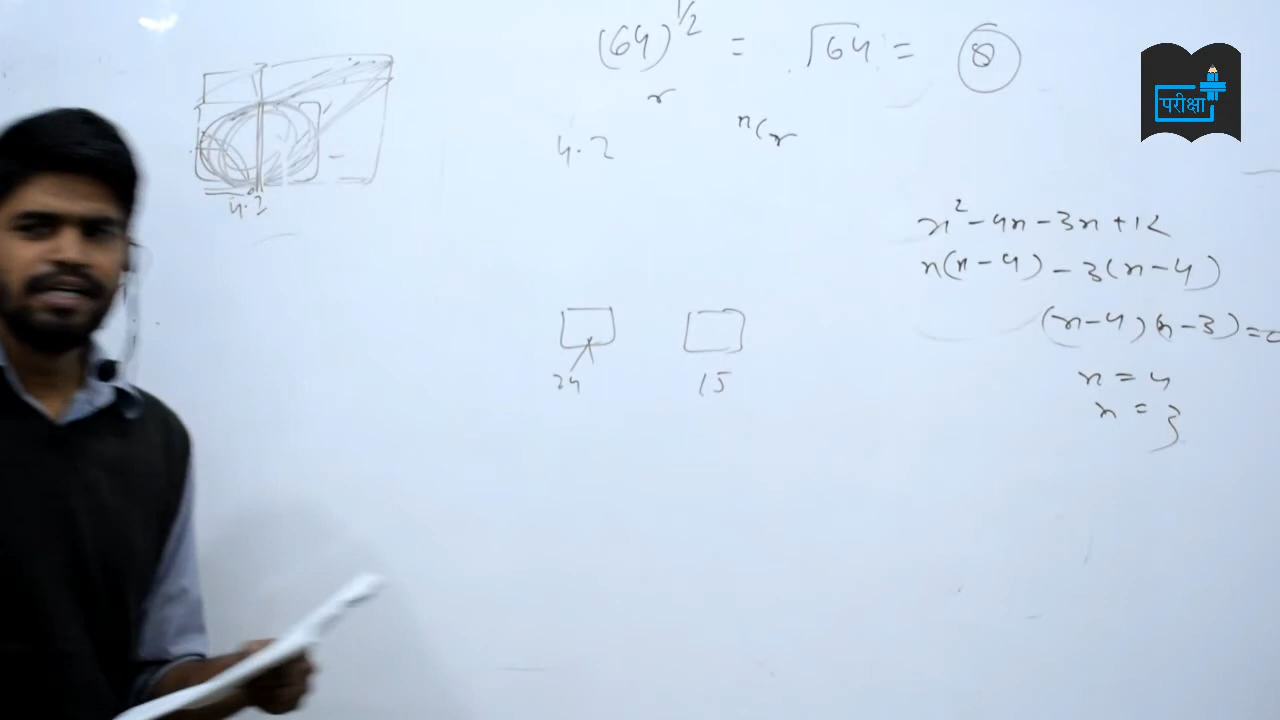 (64)^1/2 = √64 = 8
r
ⁿCᵣ
4.2
4.2
24
15
x² - 4x - 3x + 12
x(x - 4) - 3(x - 4)
(x - 4)(x - 3) = 0
x = 4
x = 3
परीक्षा